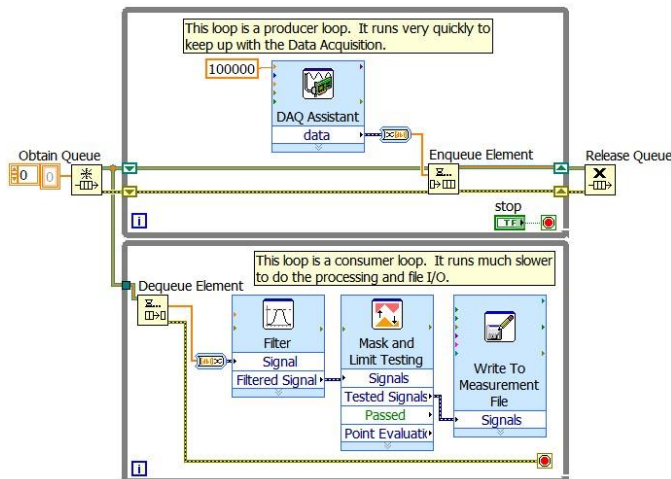 This loop is a producer loop. It runs very quickly to
keep up with the Data Acquisition.
100000
DAQ Assistant
data
Obtain Queue
Enqueue Element
Release Queue
0
0
stop
TF
i
This loop is a consumer loop. It runs much slower
to do the processing and file I/O.
Dequeue Element
Filter
Signal
Filtered Signal
Mask and
Limit Testing
Signals
Tested Signals
Passed
Point Evaluatio
Write To
Measurement
File
Signals
i